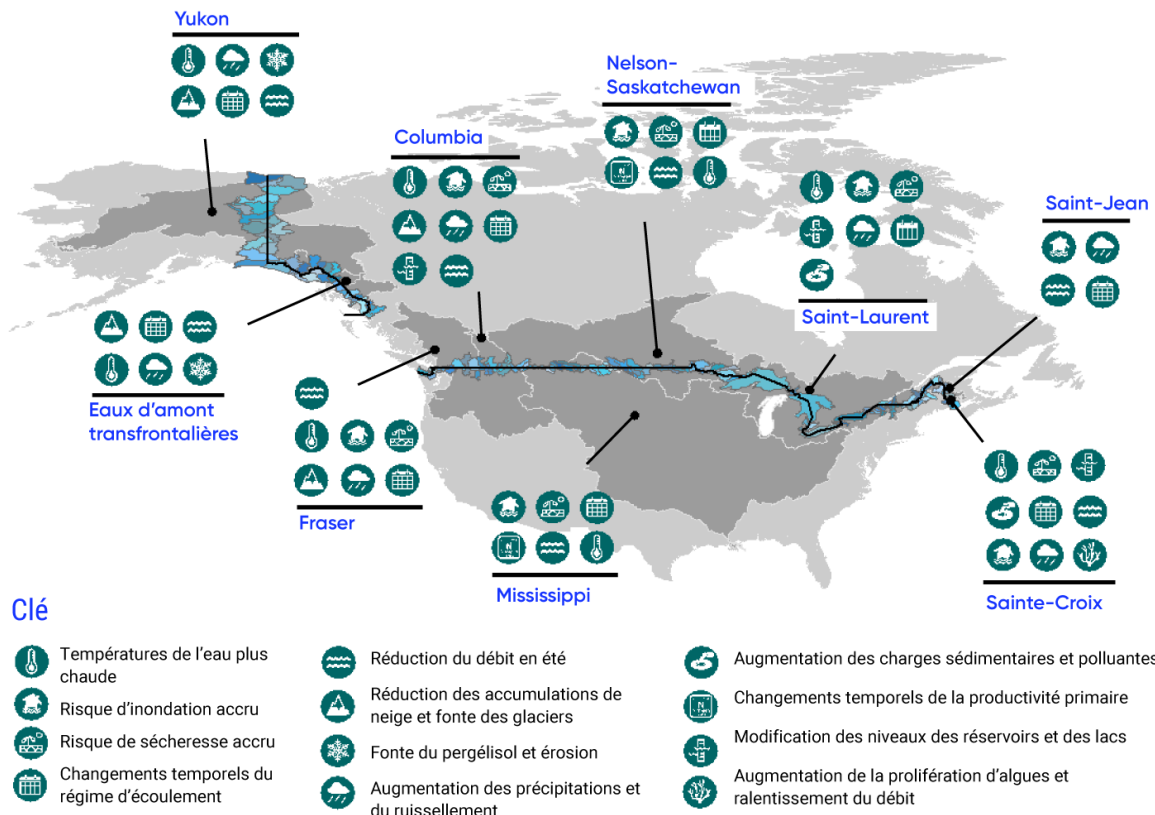 Yukon
Nelson-
Saskatchewan
Columbia
Saint-Jean
Saint-Laurent
Eaux d'amont
transfrontalières
Fraser
Mississippi
Sainte-Croix
Clé
Températures de l'eau plus
chaude
Risque d'inondation accru
Risque de sécheresse accru
Changements temporels du
régime d'écoulement
Réduction du débit en été
Réduction des accumulations de
neige et fonte des glaciers
Fonte du pergélisol et érosion
Augmentation des précipitations et
du ruissellement
Augmentation des charges sédimentaires et polluantes
Changements temporels de la productivité primaire
Modification des niveaux des réservoirs et des lacs
Augmentation de la prolifération d'algues et
ralentissement du débit